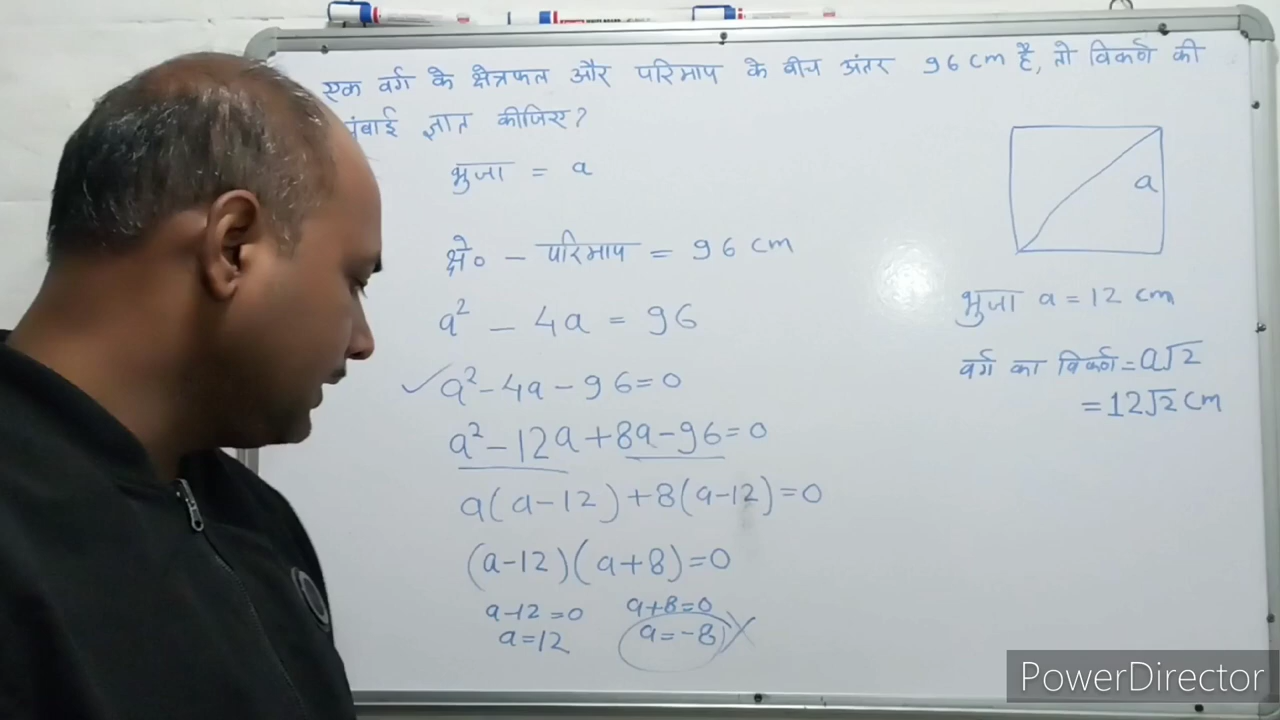 एक वर्ग के क्षेत्रफल और परिमाप के बीच अंतर 96 cm है, तो विकर्ण की
लंबाई ज्ञात कीजिए?
भुजा = a
क्षे० - परिमाप = 96 cm
a² - 4a = 96
✓ a² - 4a - 96 = 0
a² - 12a + 8a - 96 = 0
a(a-12) + 8(a-12) = 0
(a-12)(a+8) = 0
a-12=0 a+8=0
a=12 a=-8 X
a
भुजा a = 12 cm
वर्ग का विकर्ण = a√2
= 12√2 cm
PowerDirector